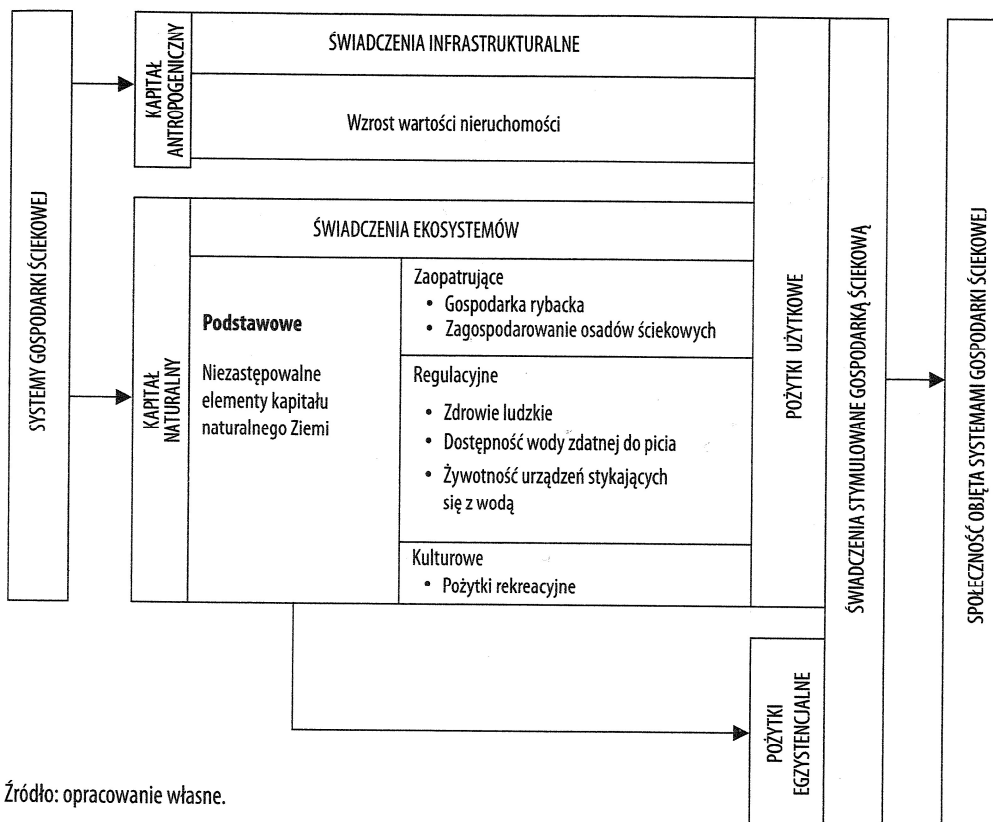 SYSTEMY GOSPODARKI ŚCIEKOWEJ
KAPITAŁ
ANTROPOGENICZNY
ŚWIADCZENIA INFRASTRUKTURALNE
Wzrost wartości nieruchomości
KAPITAŁ
NATURALNY
ŚWIADCZENIA EKOSYSTEMÓW
Podstawowe
Niezastępowalne
elementy kapitału
naturalnego Ziemi
Zaopatrujące
• Gospodarka rybacka
• Zagospodarowanie osadów ściekowych
Regulacyjne
• Zdrowie ludzkie
• Dostępność wody zdatnej do picia
• Żywotność urządzeń stykających
się z wodą
Kulturowe
• Pożytki rekreacyjne
POŻYTKI UŻYTKOWE
POŻYTKI
EGZYSTENCJALNE
ŚWIADCZENIA STYMULOWANE GOSPODARKĄ ŚCIEKOWĄ
SPOŁECZNOŚĆ OBJĘTA SYSTEMAMI GOSPODARKI ŚCIEKOWEJ
Źródło: opracowanie własne.